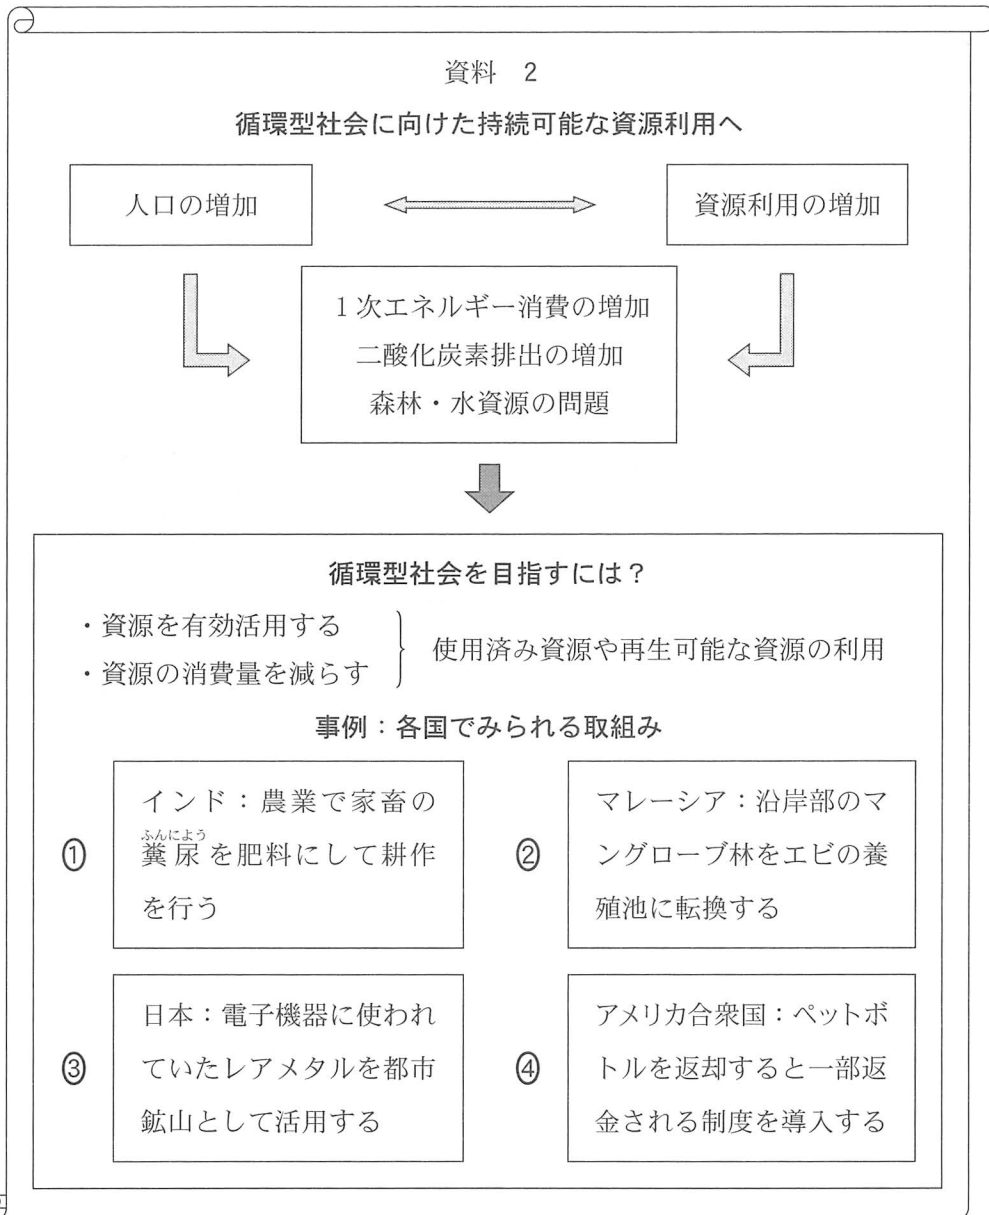 資料 2
循環型社会に向けた持続可能な資源利用へ
人口の増加
資源利用の増加
1次エネルギー消費の増加
二酸化炭素排出の増加
森林・水資源の問題
循環型社会を目指すには？
・資源を有効活用する
・資源の消費量を減らす
使用済み資源や再生可能な資源の利用
事例：各国でみられる取組み
①
インド：農業で家畜の
ふんにょう
糞尿を肥料にして耕作
を行う
②
マレーシア：沿岸部のマ
ングローブ林をエビの養
殖池に転換する
③
日本：電子機器に使われ
ていたレアメタルを都市
鉱山として活用する
④
アメリカ合衆国：ペットボ
トルを返却すると一部返
金される制度を導入する